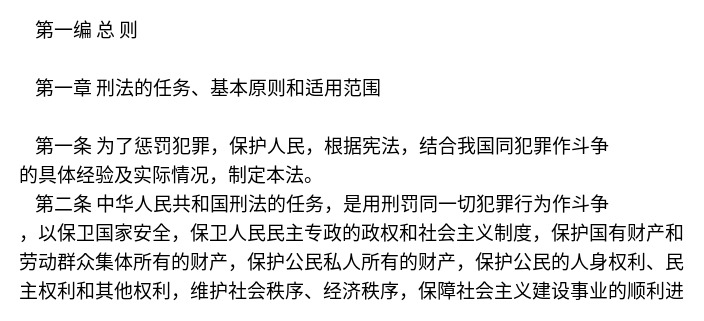 第一编 总 则
第一章 刑法的任务、基本原则和适用范围
第一条 为了惩罚犯罪，保护人民，根据宪法，结合我国同犯罪作斗争
的具体经验及实际情况，制定本法。
第二条 中华人民共和国刑法的任务，是用刑罚同一切犯罪行为作斗争
，以保卫国家安全，保卫人民民主专政的政权和社会主义制度，保护国有财产和
劳动群众集体所有的财产，保护公民私人所有的财产，保护公民的人身权利、民
主权利和其他权利，维护社会秩序、经济秩序，保障社会主义建设事业的顺利进